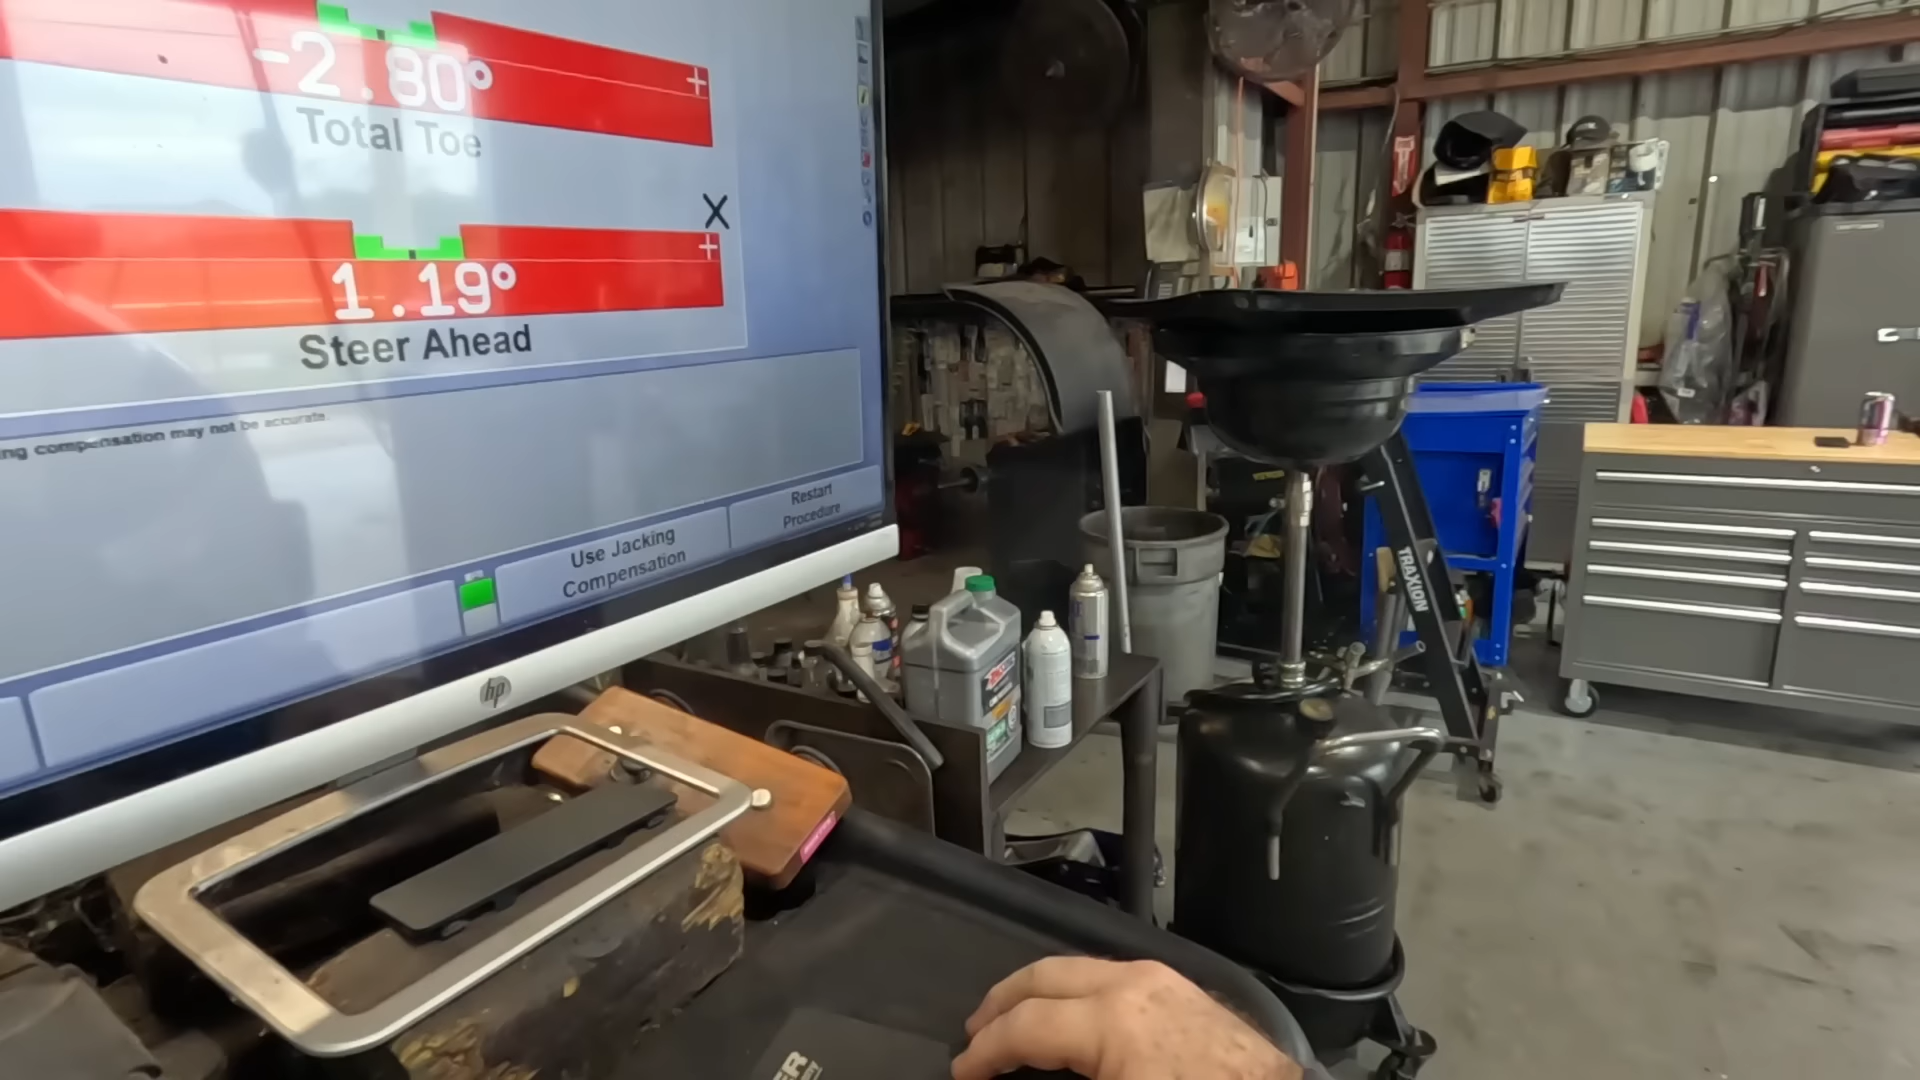 -2.80°
Total Toe
X
1.19°
Steer Ahead
compensation may not be accurate.
Use Jacking
Compensation
Restart
Procedure
hp
TRAXION